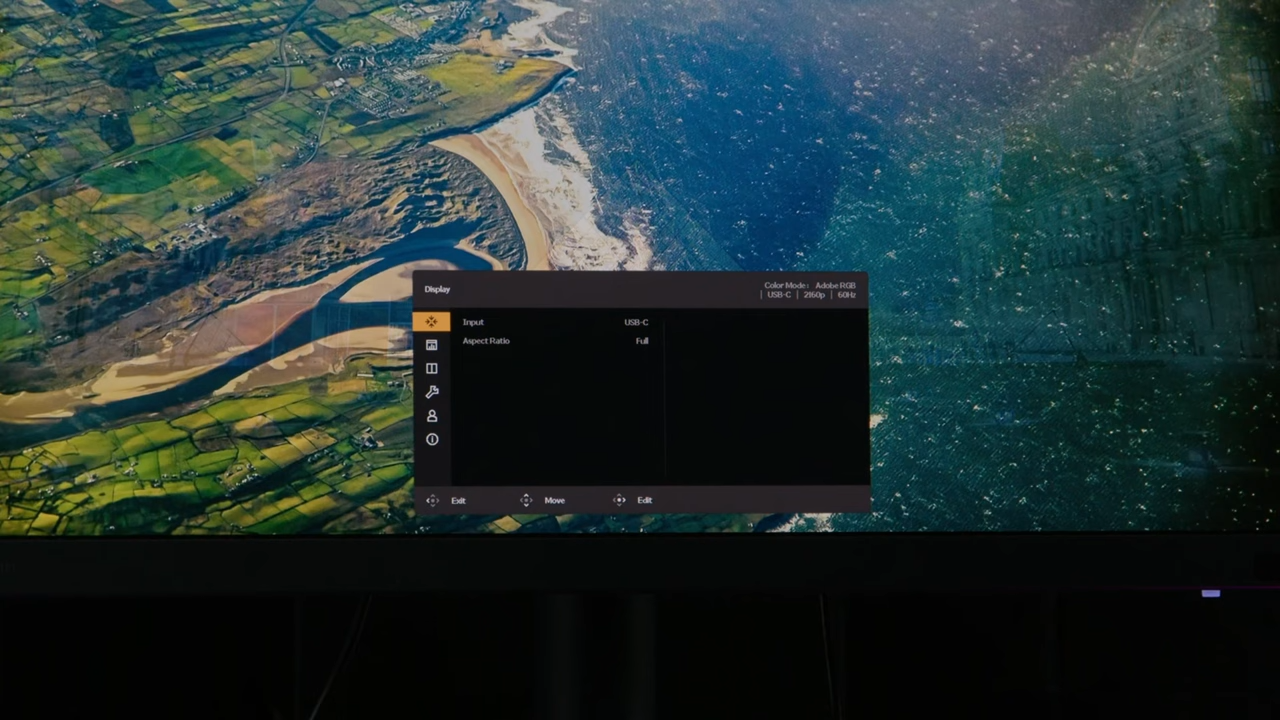 Display
Color Mode: Adobe RGB
| USB-C | 2160p | 60Hz
Input USB-C
Aspect Ratio Full
Exit Move Edit